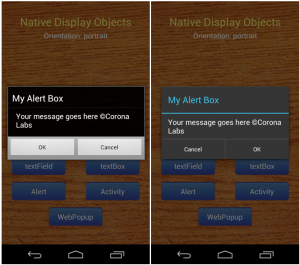 Native Display Objects
Orientation: portrait
My Alert Box
Your message goes here ©Corona
Labs
OK Cancel
textField textBox
Alert Activity
WebPopup
Native Display Objects
Orientation: portrait
My Alert Box
Your message goes here ©Corona
Labs
Cancel OK
textField textBox
Alert Activity
WebPopup